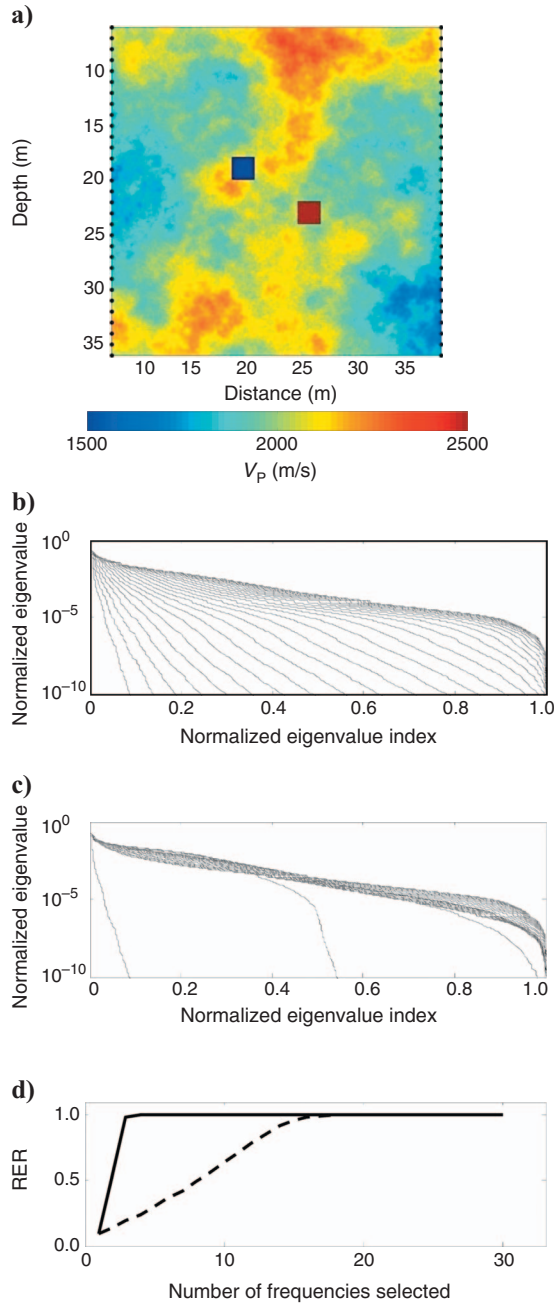 a)
10
15
20
25
30
35
Depth (m)
10 15 20 25 30 35
Distance (m)
1500 2000 2500
V_P (m/s)
b)
10^0
10^-5
10^-10
Normalized eigenvalue
0 0.2 0.4 0.6 0.8 1.0
Normalized eigenvalue index
c)
10^0
10^-5
10^-10
Normalized eigenvalue
0 0.2 0.4 0.6 0.8 1.0
Normalized eigenvalue index
d)
1.0
0.5
0.0
RER
0 10 20 30
Number of frequencies selected